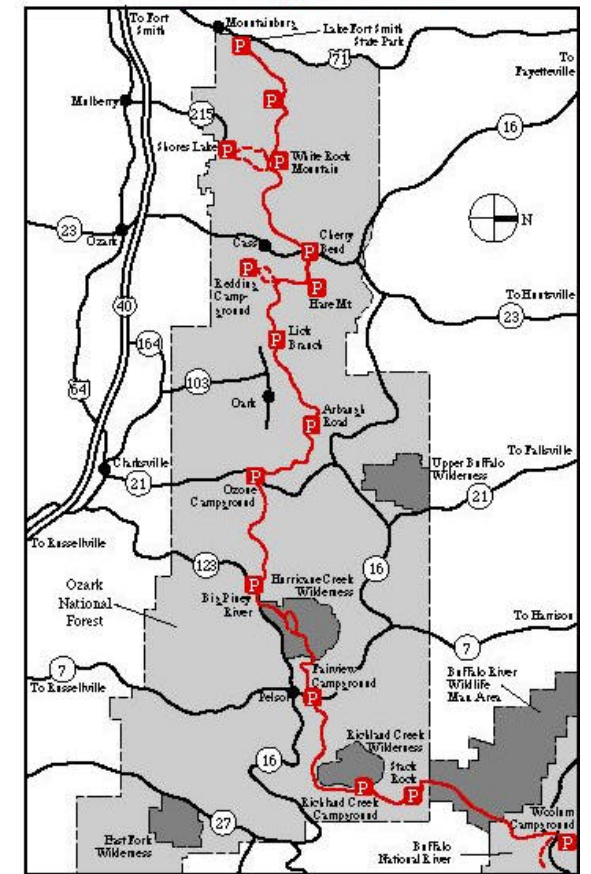 To Fort
Smith
Mountainburg
Lake Fort Smith
State Park
P
71
To
Fayetteville
Mulberry
P
215
16
Shores Lake
P
P
White Rock
Mountain
N
23
Ozark
Cass
P
Cherry
Bend
P
Redding
Camp-
ground
P
Hare Mt
To Huntsville
23
40
164
P
Lick
Branch
64
103
Oark
P
Arbaugh
Road
Clarksville
21
P
Ozone
Campground
Upper Buffalo
Wilderness
To Fallsville
21
To Russellville
123
16
Ozark
National
Forest
P
Big Piney
River
Hurricane Creek
Wilderness
To Harrison
7
7
To Russellville
Fairview
Campground
Pelsor
P
Buffalo River
Wildlife
Man Area
16
Richland Creek
Wilderness
Stack
Rock
P
P
Richland Creek
Campground
Woolum
Campground
P
27
East Fork
Wilderness
Buffalo
National River